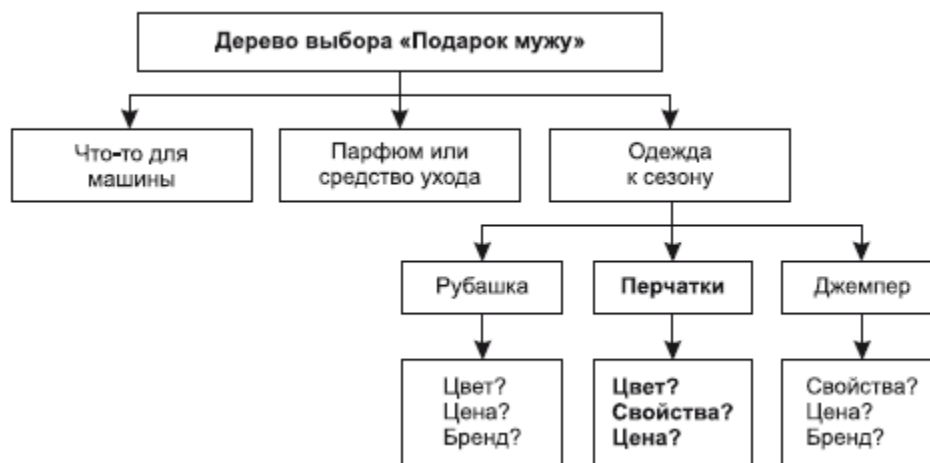 Дерево выбора «Подарок мужу»
Что-то для
машины
Парфюм или
средство ухода
Одежда
к сезону
Рубашка
Перчатки
Джемпер
Цвет?
Цена?
Бренд?
Цвет?
Свойства?
Цена?
Свойства?
Цена?
Бренд?